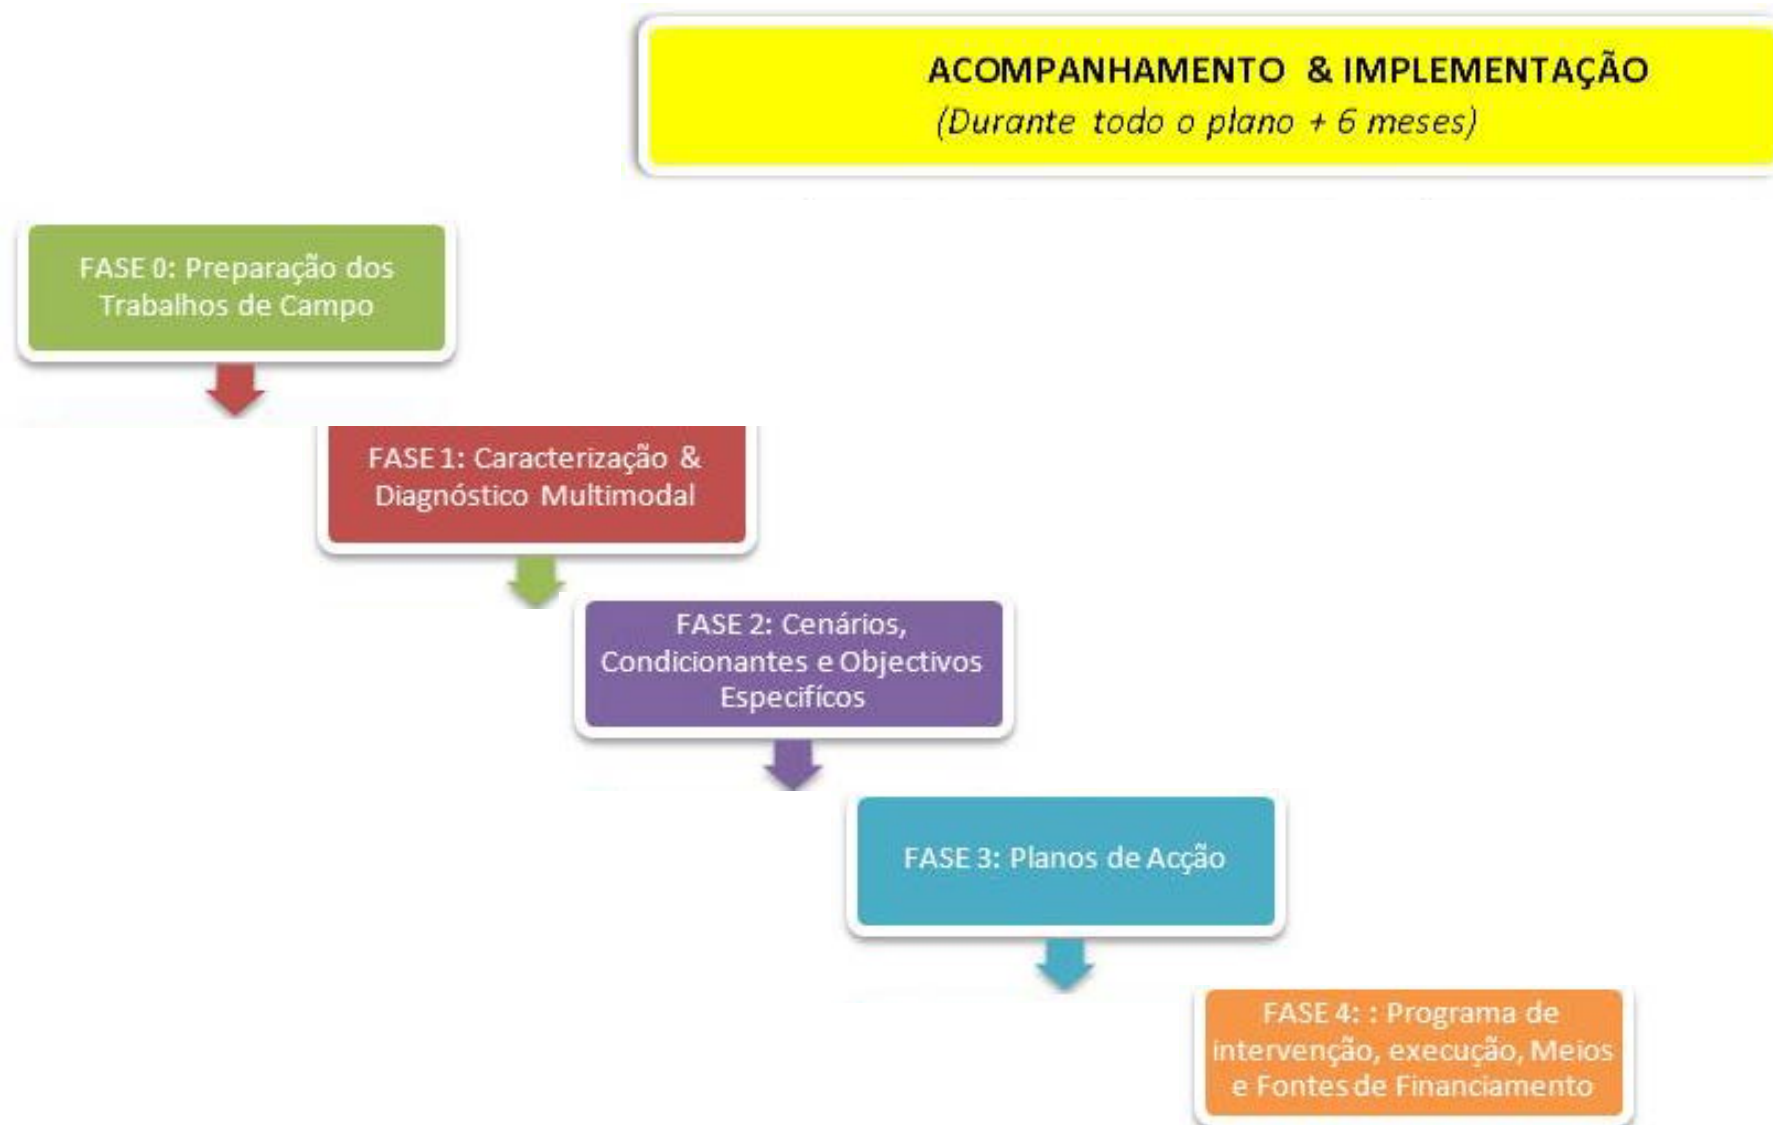 ACOMPANHAMENTO & IMPLEMENTAÇÃO
(Durante todo o plano + 6 meses)
FASE 0: Preparação dos
Trabalhos de Campo
FASE 1: Caracterização &
Diagnóstico Multimodal
FASE 2: Cenários,
Condicionantes e Objectivos
Especifícos
FASE 3: Planos de Acção
FASE 4: : Programa de
intervenção, execução, Meios
e Fontes de Financiamento